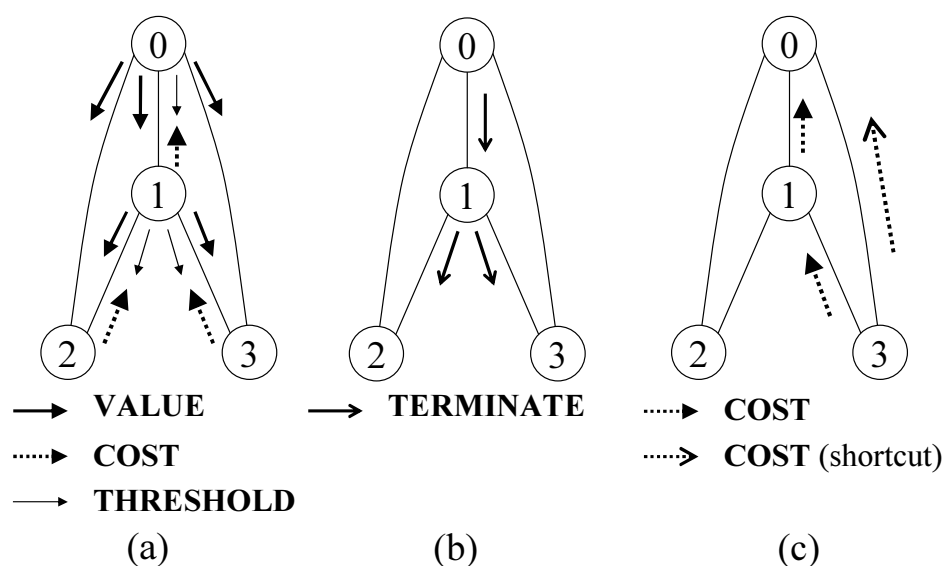 0 0 0
1 1 1
2 3 2 3 2 3
VALUE TERMINATE COST
COST COST (shortcut)
THRESHOLD
(a) (b) (c)